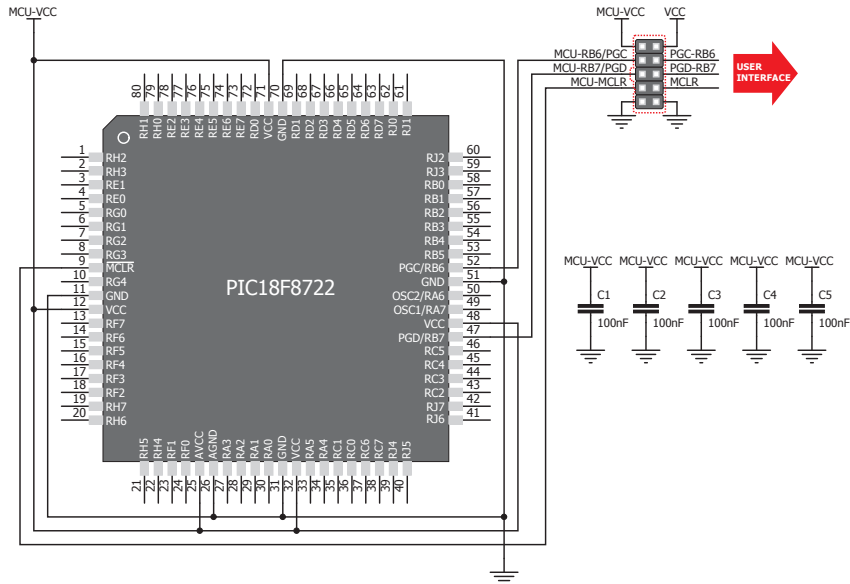 MCU-VCC
MCU-VCC VCC
MCU-RB6/PGC PGC-RB6
MCU-RB7/PGD PGD-RB7
MCU-MCLR MCLR
USER
INTERFACE
80 79 78 77 76 75 74 73 72 71 70 69 68 67 66 65 64 63 62 61
RH1 RH0 RE2 RE3 RE4 RE5 RE6 RE7 RD0 VCC GND RD1 RD2 RD3 RD4 RD5 RD6 RD7 RJ0 RJ1
1 RH2
2 RH3
3 RE1
4 RE0
5 RG0
6 RG1
7 RG2
8 RG3
9 MCLR
10 RG4
11 GND
12 VCC
13 RF7
14 RF6
15 RF5
16 RF4
17 RF3
18 RF2
19 RH7
20 RH6
PIC18F8722
RJ2 60
RJ3 59
RB0 58
RB1 57
RB2 56
RB3 55
RB4 54
RB5 53
PGC/RB6 52
GND 51
OSC2/RA6 50
OSC1/RA7 49
VCC 48
PGD/RB7 47
RC5 46
RC4 45
RC3 44
RC2 43
RJ7 42
RJ6 41
RH5 RH4 RF1 RF0 AVCC AGND RA3 RA2 RA1 RA0 GND VCC RA5 RA4 RC1 RC0 RC6 RC7 RJ4 RJ5
21 22 23 24 25 26 27 28 29 30 31 32 33 34 35 36 37 38 39 40
MCU-VCC MCU-VCC MCU-VCC MCU-VCC MCU-VCC
C1 C2 C3 C4 C5
100nF 100nF 100nF 100nF 100nF